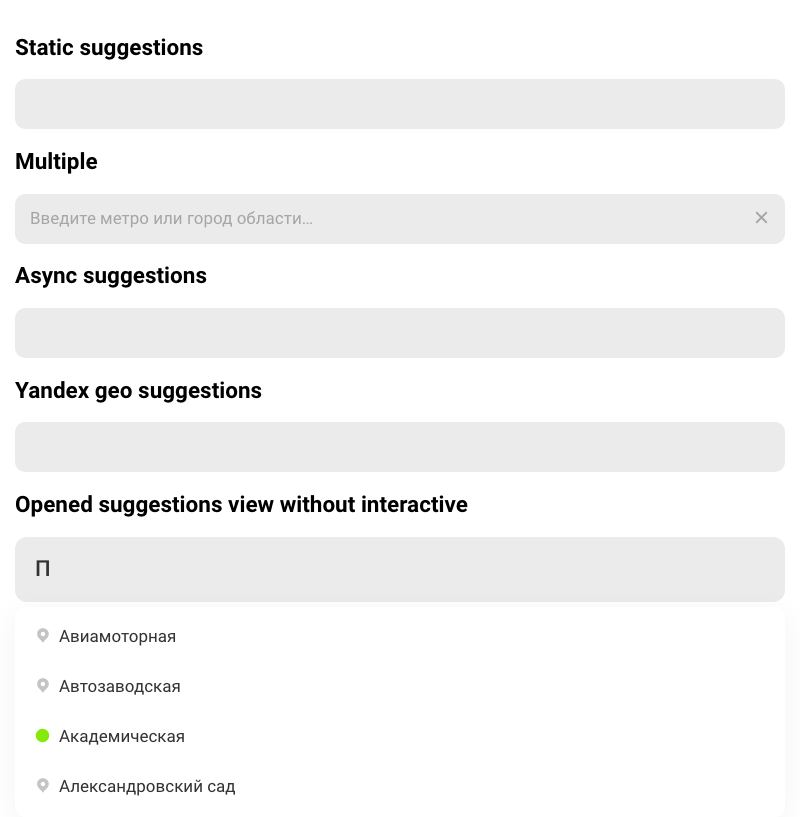 Static suggestions
Multiple
Введите метро или город области...
Async suggestions
Yandex geo suggestions
Opened suggestions view without interactive
П
Авиамоторная
Автозаводская
Академическая
Александровский сад